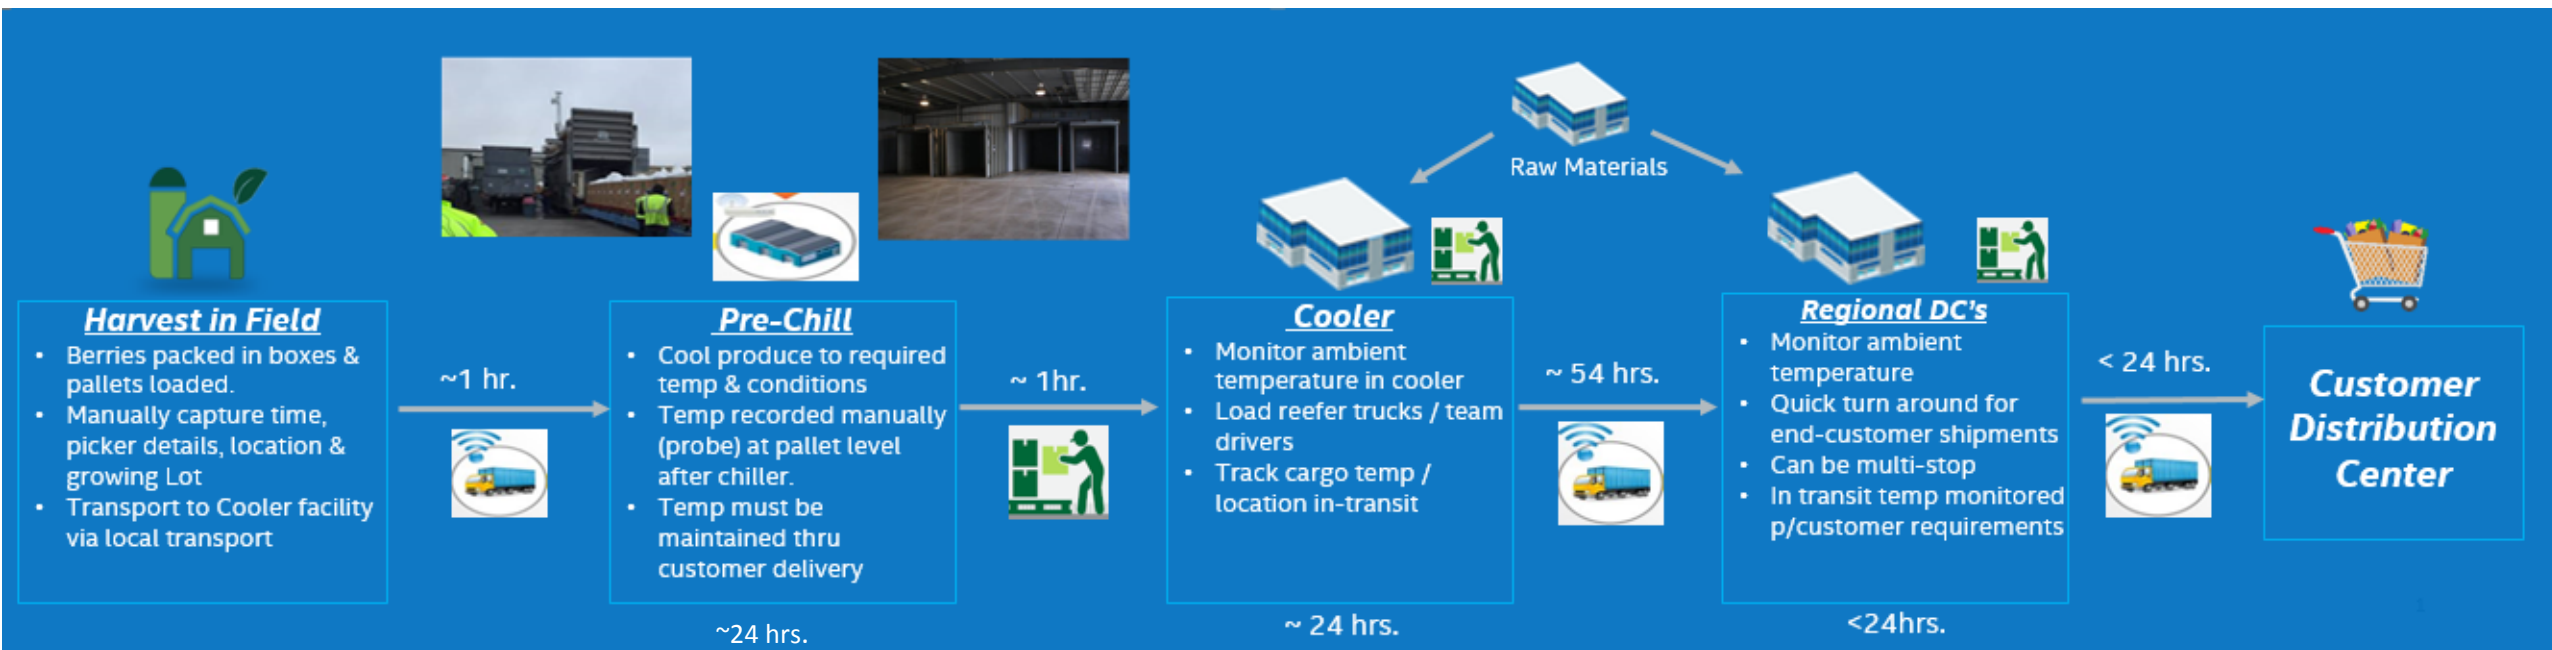 Raw Materials
Harvest in Field
• Berries packed in boxes &
pallets loaded.
• Manually capture time,
picker details, location &
growing Lot
• Transport to Cooler facility
via local transport
~1 hr.
Pre-Chill
• Cool produce to required
temp & conditions
• Temp recorded manually
(probe) at pallet level
after chiller.
• Temp must be
maintained thru
customer delivery
~24 hrs.
~ 1hr.
Cooler
• Monitor ambient
temperature in cooler
• Load reefer trucks / team
drivers
• Track cargo temp /
location in-transit
~ 24 hrs.
~ 54 hrs.
Regional DC's
• Monitor ambient
temperature
• Quick turn around for
end-customer shipments
• Can be multi-stop
• In transit temp monitored
p/customer requirements
<24hrs.
< 24 hrs.
Customer
Distribution
Center
1